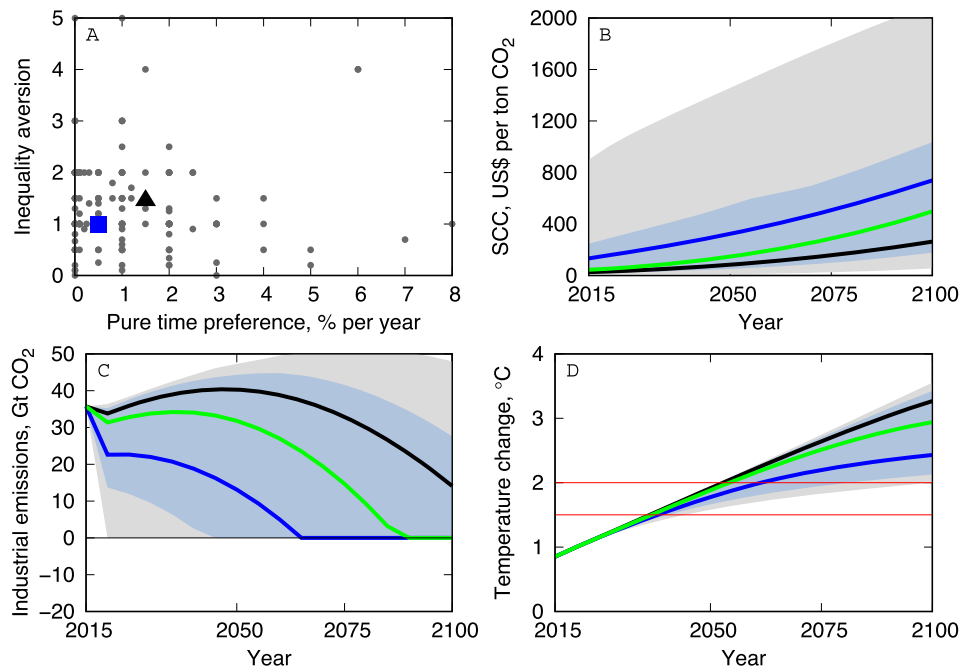 A
Inequality aversion
5
4
3
2
1
0
0 1 2 3 4 5 6 7 8
Pure time preference, % per year
B
SCC, US$ per ton CO2
2000
1600
1200
800
400
0
2015 2050 2075 2100
Year
C
Industrial emissions, Gt CO2
50
40
30
20
10
0
−10
−20
2015 2050 2075 2100
Year
D
Temperature change, °C
4
3
2
1
0
2015 2050 2075 2100
Year